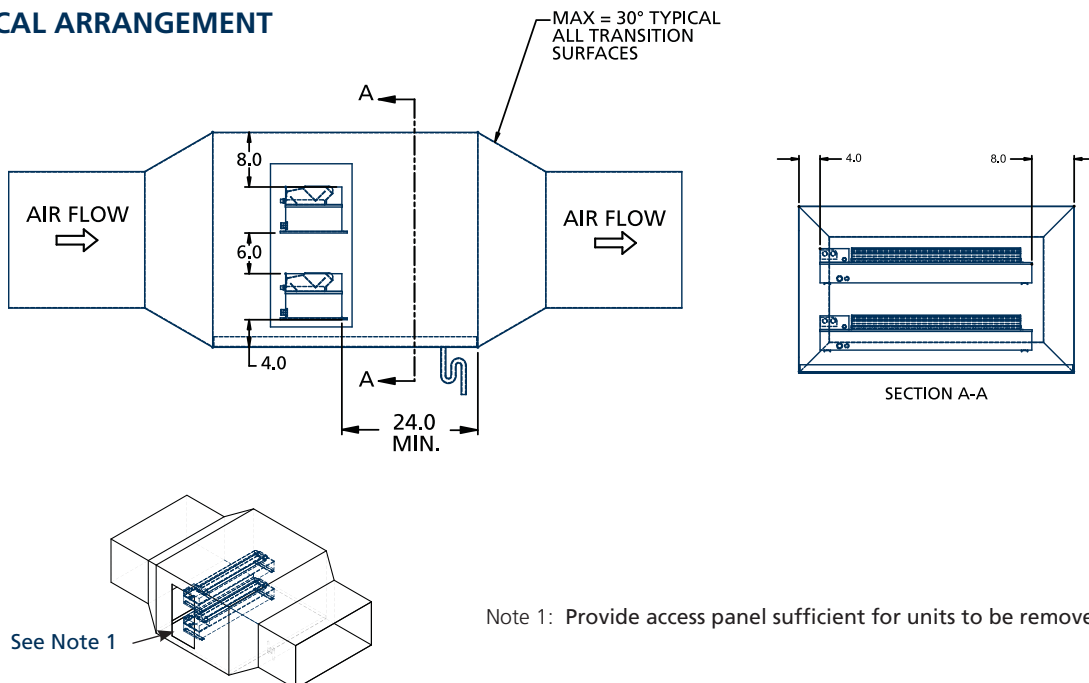 CAL ARRANGEMENT
MAX = 30° TYPICAL
ALL TRANSITION
SURFACES
A
8.0
4.0
8.0
AIR FLOW
AIR FLOW
6.0
4.0
A
SECTION A-A
24.0
MIN.
See Note 1
Note 1: Provide access panel sufficient for units to be remove